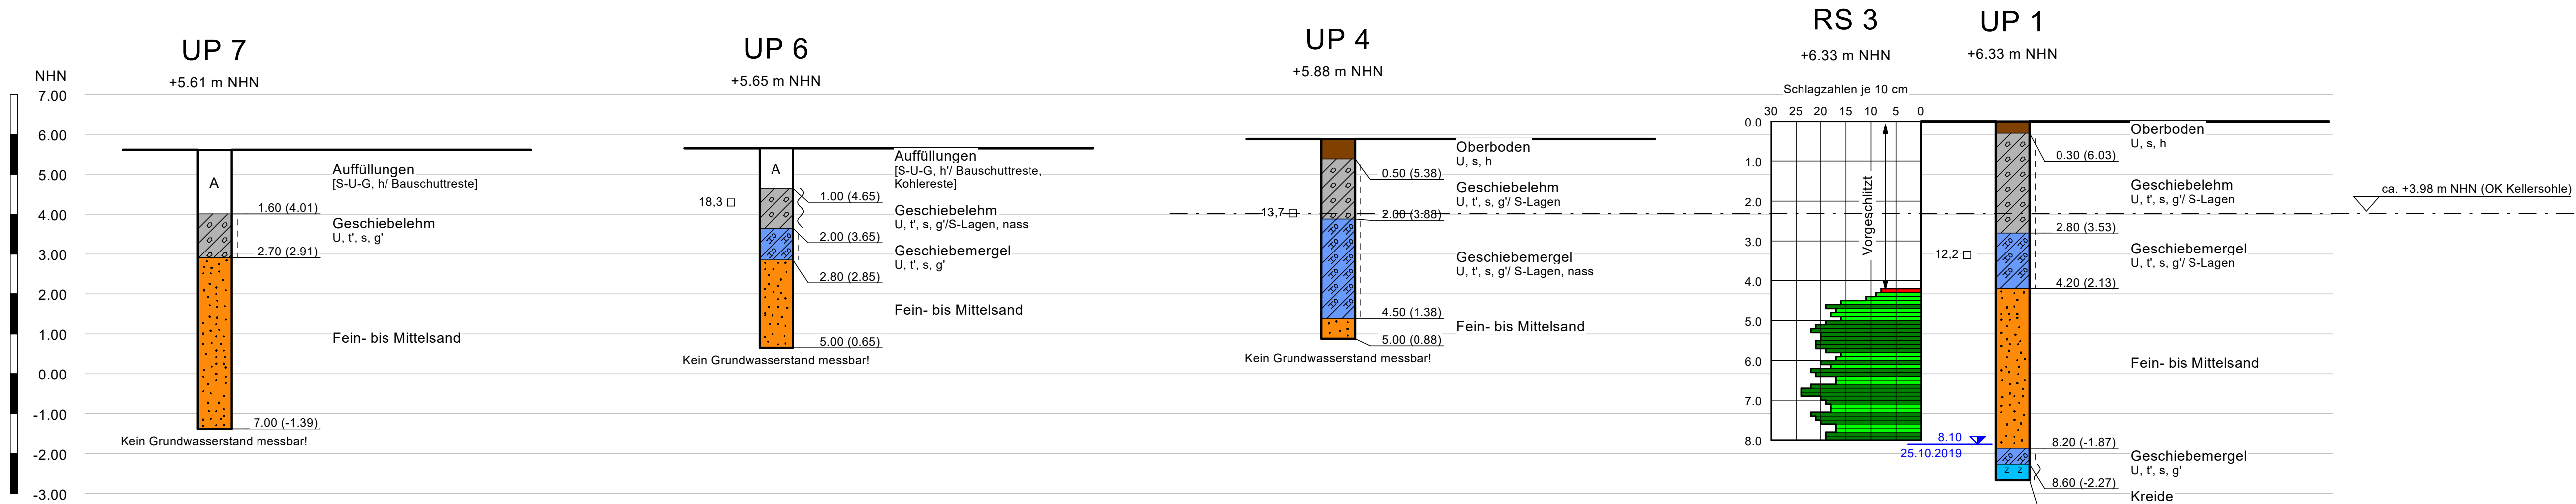 NHN
7.00
6.00
5.00
4.00
3.00
2.00
1.00
0.00
-1.00
-2.00
-3.00
UP 7
+5.61 m NHN
A
Auffüllungen
[S-U-G, h'/ Bauschuttreste]
1.60 (4.01)
Geschiebelehm
U, t', s, g'
2.70 (2.91)
Fein- bis Mittelsand
7.00 (-1.39)
Kein Grundwasserstand messbar!
UP 6
+5.65 m NHN
A
Auffüllungen
[S-U-G, h'/ Bauschuttreste,
Kohlereste]
18,3
1.00 (4.65)
Geschiebelehm
U, t', s, g'/S-Lagen, nass
2.00 (3.65)
Geschiebemergel
U, t', s, g'
2.80 (2.85)
Fein- bis Mittelsand
5.00 (0.65)
Kein Grundwasserstand messbar!
UP 4
+5.88 m NHN
Oberboden
U, s, h
0.50 (5.38)
Geschiebelehm
U, t', s, g'/ S-Lagen
13,7
2.00 (3.88)
Geschiebemergel
U, t', s, g'/ S-Lagen, nass
4.50 (1.38)
Fein- bis Mittelsand
5.00 (0.88)
Kein Grundwasserstand messbar!
RS 3
+6.33 m NHN
Schlagzahlen je 10 cm
30 25 20 15 10 5 0
0.0
1.0
2.0
3.0
4.0
5.0
6.0
7.0
8.0
Vorgeschlitzt
UP 1
+6.33 m NHN
Oberboden
U, s, h
0.30 (6.03)
Geschiebelehm
U, t', s, g'/ S-Lagen
2.80 (3.53)
12,2
Geschiebemergel
U, t', s, g'/ S-Lagen
4.20 (2.13)
Fein- bis Mittelsand
8.10
25.10.2019
8.20 (-1.87)
Geschiebemergel
U, t', s, g'
z z
8.60 (-2.27)
Kreide
ca. +3.98 m NHN (OK Kellersohle)